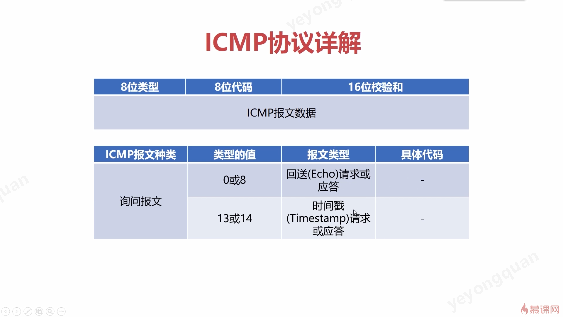 ICMP协议详解
8位类型 8位代码 16位校验和
ICMP报文数据
ICMP报文种类 类型的值 报文类型 具体代码
询问报文
0或8
回送(Echo)请求或
应答
-
13或14
时间戳
(Timestamp)请求
或应答
-
yeyongquan
慕课网